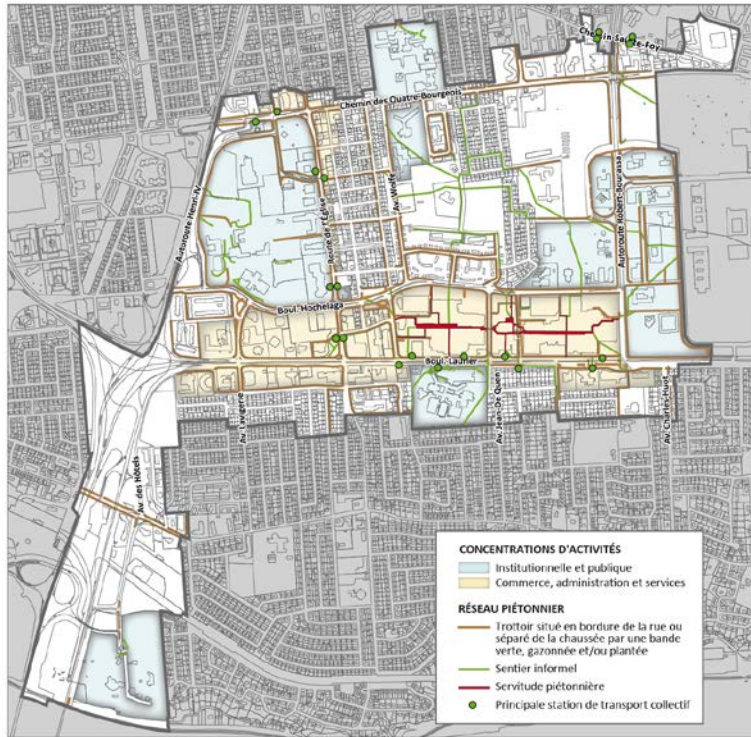 Chemin Sainte-Foy
Chemin des Quatre-Bourgeois
Autoroute Henri-IV
Route de l'Église
Av. Wolfe
Autoroute Robert-Bourassa
Boul. Hochelaga
Boul. Laurier
Av. Lavigerie
Av. Jean-De Quen
Av. Charles-Huot
Av. des Hôtels
CONCENTRATIONS D'ACTIVITÉS
Institutionnelle et publique
Commerce, administration et services
RÉSEAU PIÉTONNIER
Trottoir situé en bordure de la rue ou
séparé de la chaussée par une bande
verte, gazonnée et/ou plantée
Sentier informel
Servitude piétonnière
Principale station de transport collectif